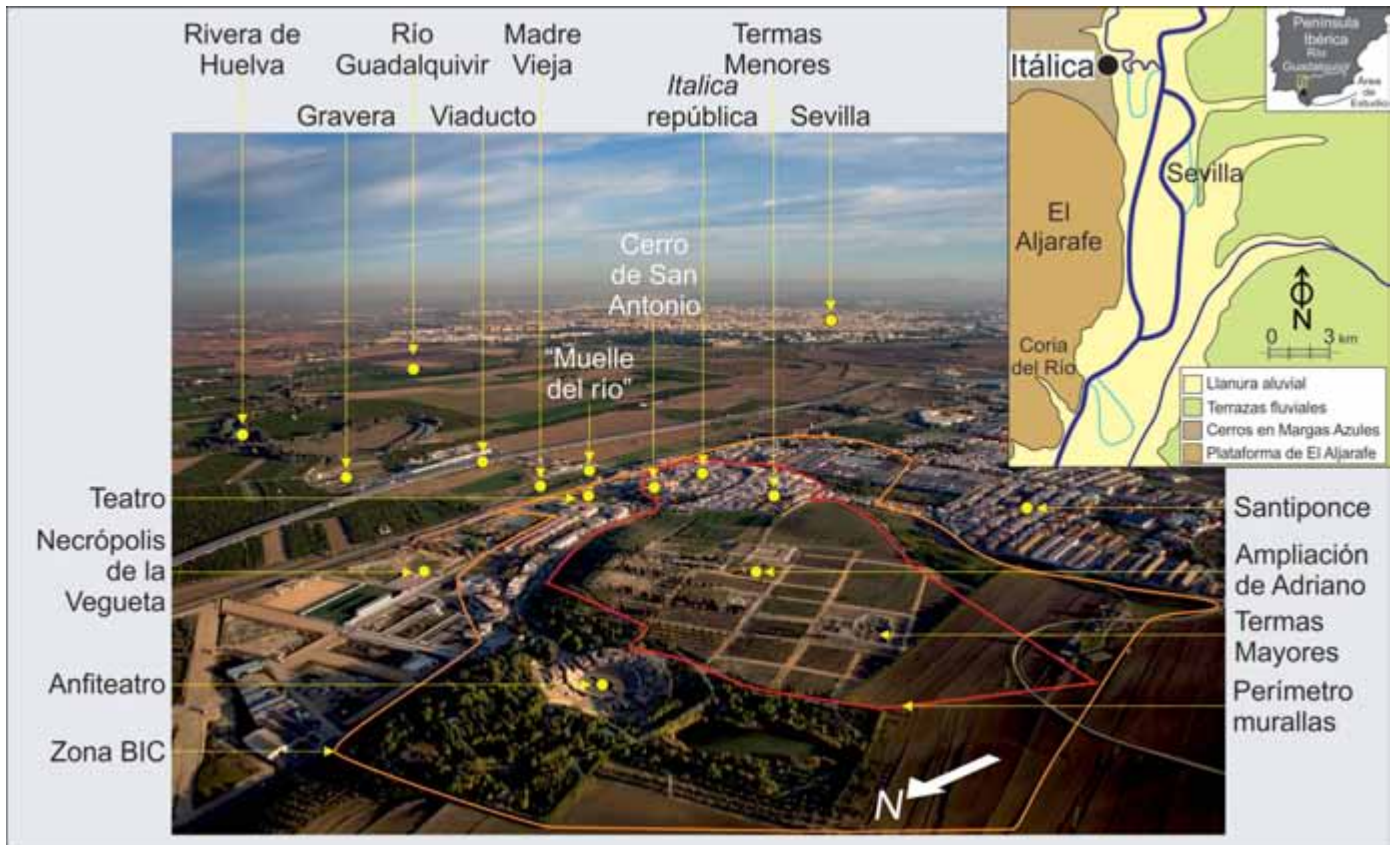 Rivera de
Huelva
Río
Guadalquivir
Madre
Vieja
Termas
Menores
Gravera
Viaducto
Italica
república
Sevilla
Cerro
de San
Antonio
"Muelle
del río"
Teatro
Necrópolis
de la
Vegueta
Anfiteatro
Zona BIC
Santiponce
Ampliación
de Adriano
Termas
Mayores
Perímetro
murallas
N
Itálica
El
Aljarafe
Sevilla
Coria
del Río
N
0 3 km
Península
Ibérica
Río
Guadalquivir
Área
de
Estudio
Llanura aluvial
Terrazas fluviales
Cerros en Margas Azules
Plataforma de El Aljarafe